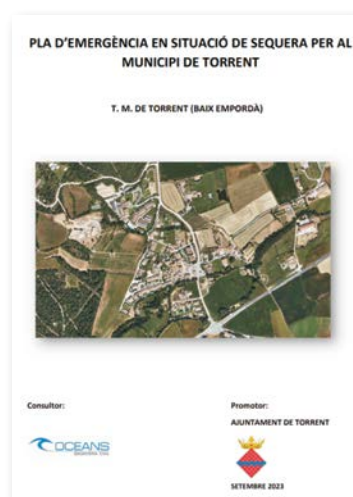 PLA D'EMERGÈNCIA EN SITUACIÓ DE SEQUERA PER AL
MUNICIPI DE TORRENT
T. M. DE TORRENT (BAIX EMPORDÀ)
Consultor:
Promotor:
AJUNTAMENT DE TORRENT
OCEANS
SETEMBRE 2023